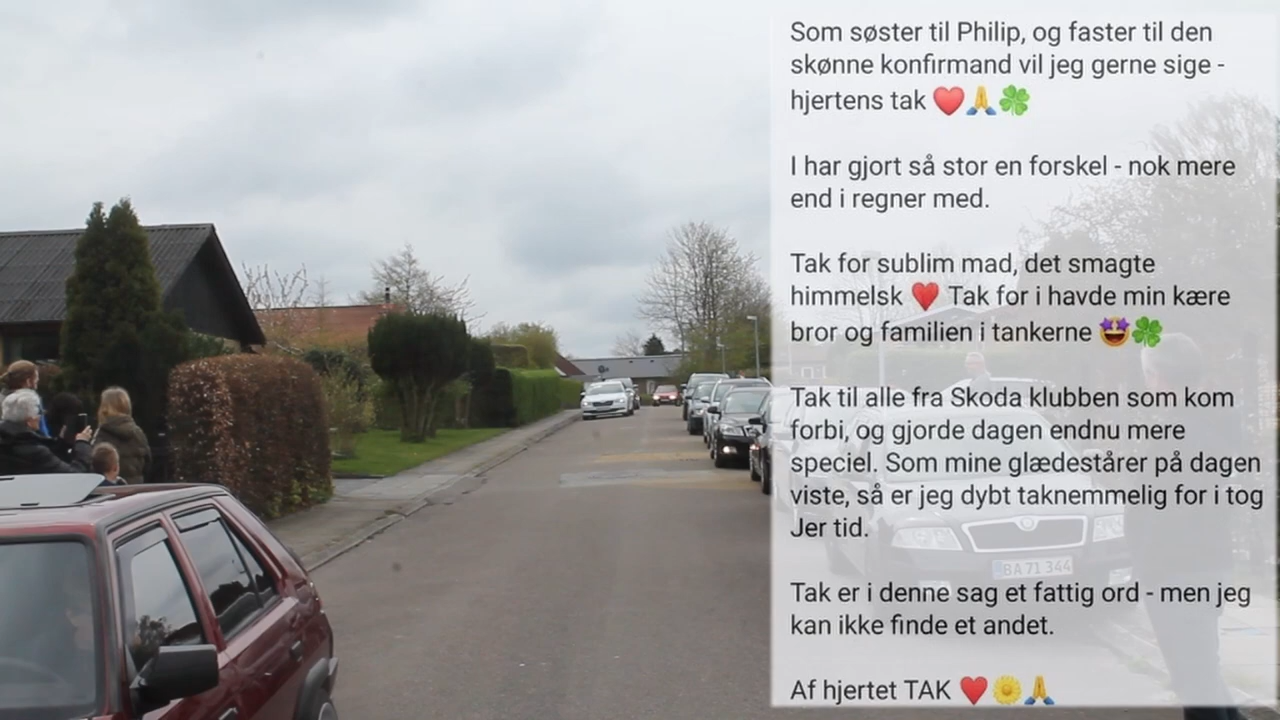 Som søster til Philip, og faster til den
skønne konfirmand vil jeg gerne sige -
hjertens tak ❤️🙏🍀
I har gjort så stor en forskel - nok mere
end i regner med.
Tak for sublim mad, det smagte
himmelsk ♥️ Tak for i havde min kære
bror og familien i tankerne 🤩🍀
Tak til alle fra Skoda klubben som kom
forbi, og gjorde dagen endnu mere
speciel. Som mine glædestårer på dagen
viste, så er jeg dybt taknemmelig for i tog
Jer tid.
BA 71 344
Tak er i denne sag et fattig ord - men jeg
kan ikke finde et andet.
Af hjertet TAK ♥️🌼🙏